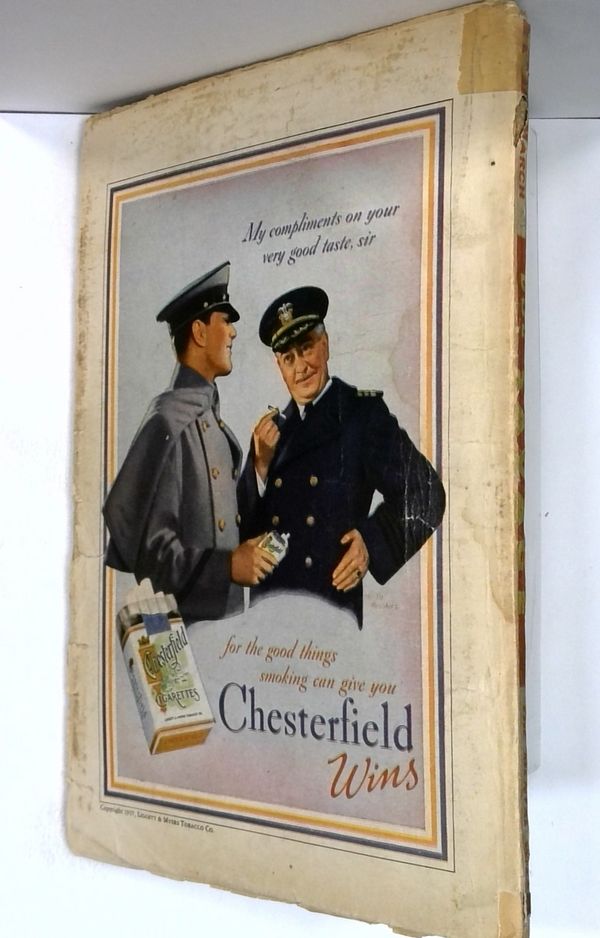 My compliments on your
very good taste, sir
Chesterfield
CIGARETTES
for the good things
smoking can give you
Chesterfield
Wins
Copyright 1937, LIGGETT & MYERS TOBACCO CO.
MARCH